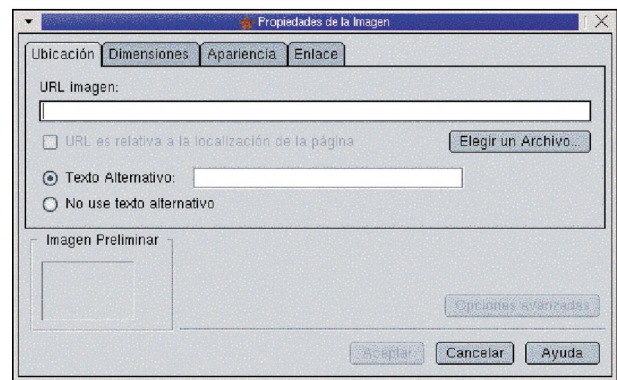 Propiedades de la Imagen
Ubicación Dimensiones Apariencia Enlace
URL imagen:
URL es relativa a la localización de la página
Elegir un Archivo...
Texto Alternativo:
No use texto alternativo
Imagen Preliminar
Opciones avanzadas
Aceptar Cancelar Ayuda